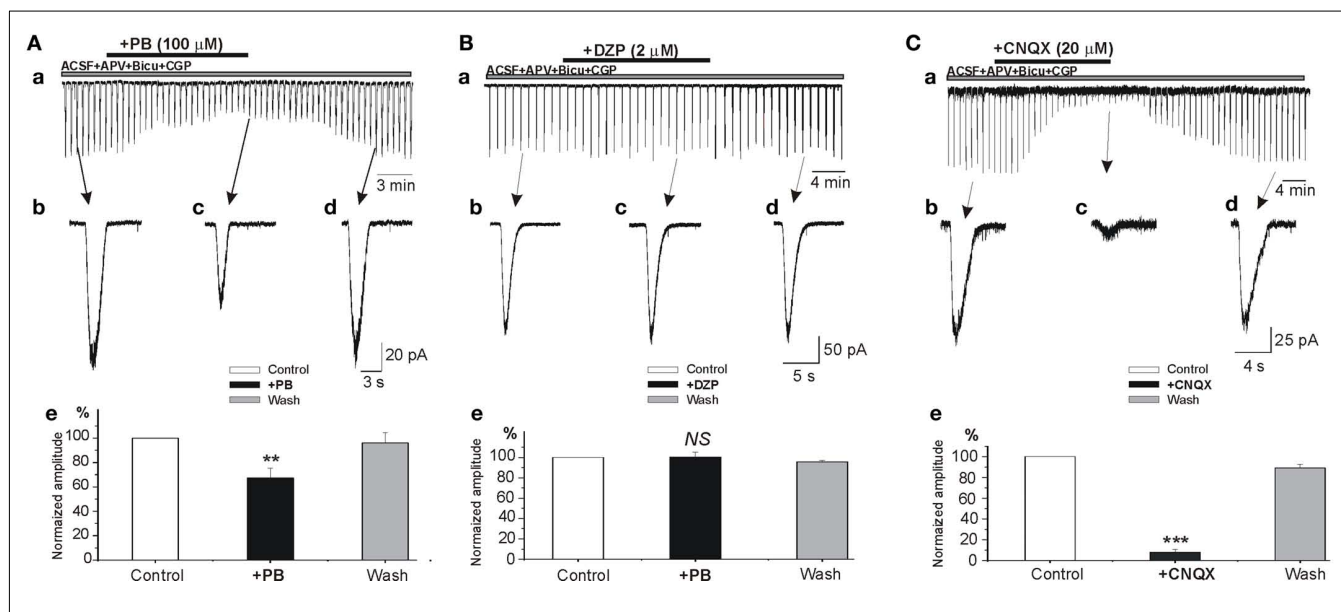 A
+PB (100 μM)
ACSF+APV+Bicu+CGP
a
3 min
b
c
d
20 pA
3 s
Control
+PB
Wash
e
%
Normaized amplitude
100
80
60
40
20
0
**
Control
+PB
Wash
B
+DZP (2 μM)
ACSF+APV+Bicu+CGP
a
4 min
b
c
d
50 pA
5 s
Control
+DZP
Wash
e
%
Normaized amplitude
100
80
60
40
20
0
NS
Control
+PB
Wash
C
+CNQX (20 μM)
ACSF+APV+Bicu+CGP
a
4 min
b
c
d
25 pA
4 s
Control
+CNQX
Wash
e
%
Normaized amplitude
100
80
60
40
20
0
***
Control
+CNQX
Wash